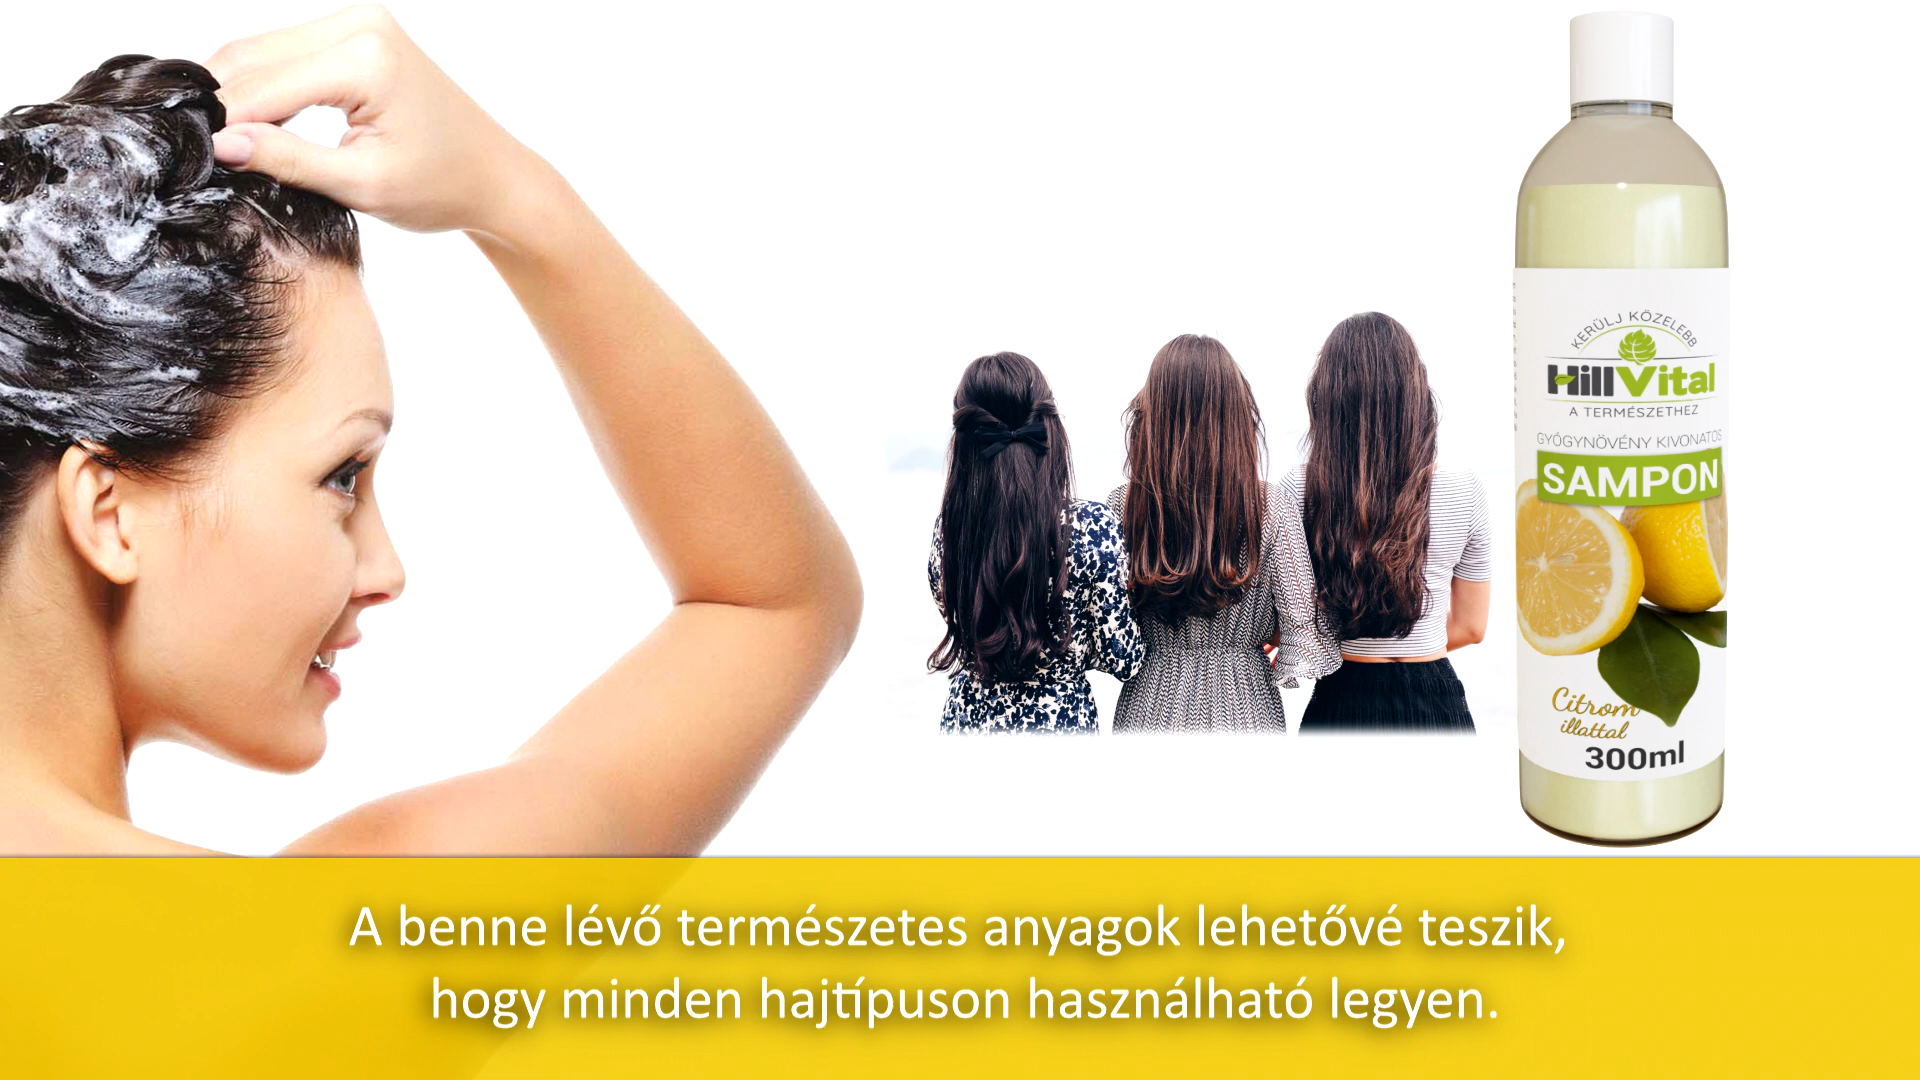 KERÜLJ KÖZELEBB
HillVital
A TERMÉSZETHEZ
GYÓGYNÖVÉNY KIVONATOS
SAMPON
Citrom
illattal
300ml
A benne lévő természetes anyagok lehetővé teszik,
hogy minden hajtípuson használható legyen.